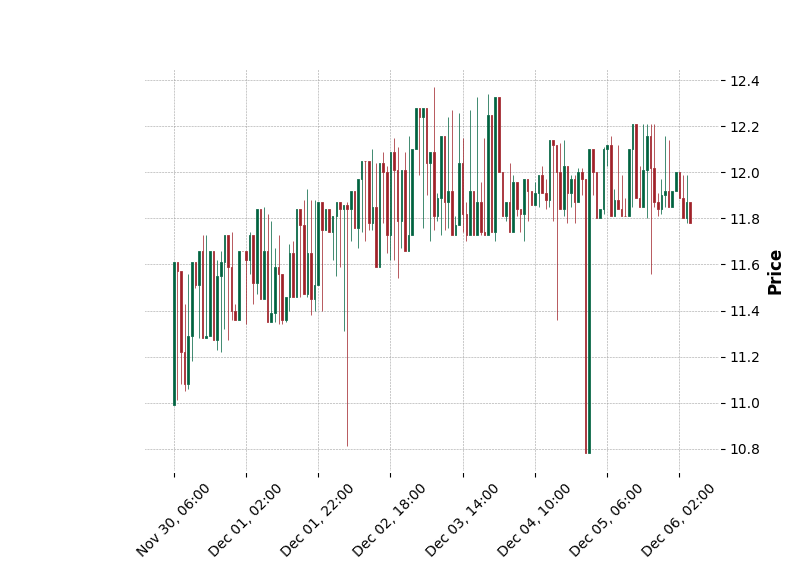 12.4
12.2
12.0
11.8
11.6
11.4
11.2
11.0
10.8
Price
Nov 30, 06:00
Dec 01, 02:00
Dec 01, 22:00
Dec 02, 18:00
Dec 03, 14:00
Dec 04, 10:00
Dec 05, 06:00
Dec 06, 02:00